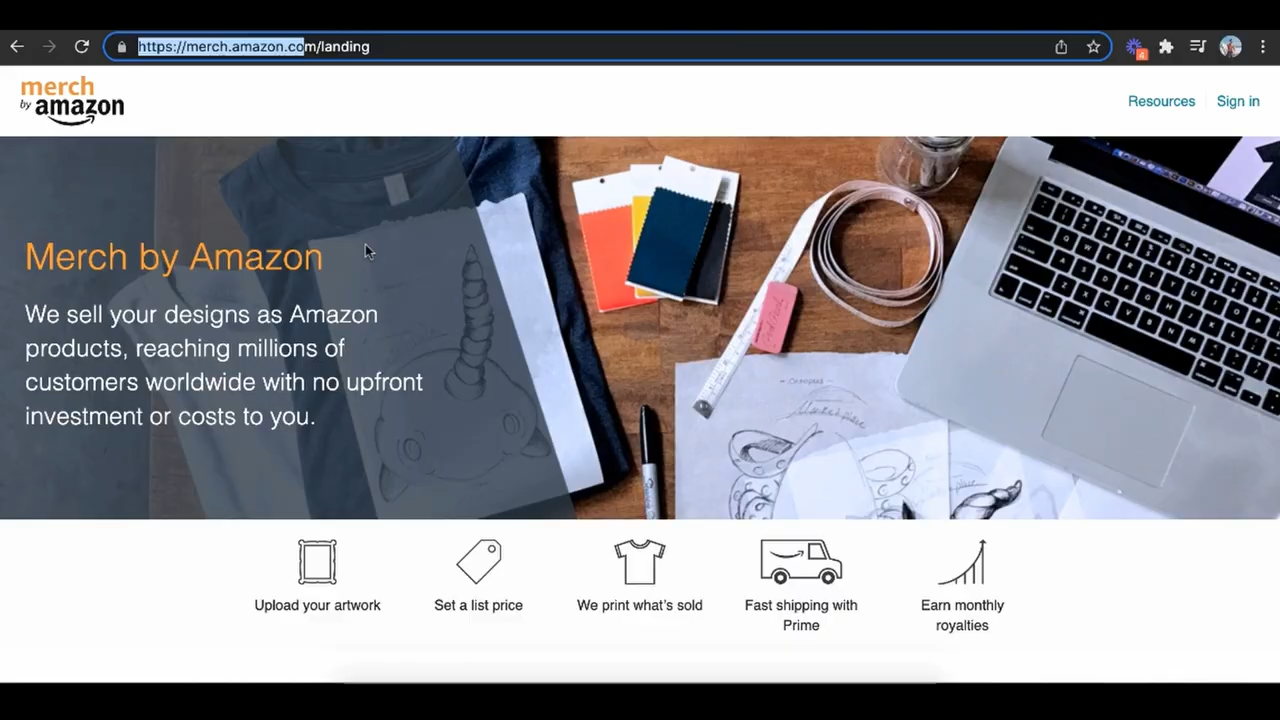 https://merch.amazon.com/landing
4
merch
by amazon
Resources
Sign in
Merch by Amazon
We sell your designs as Amazon
products, reaching millions of
customers worldwide with no upfront
investment or costs to you.
Upload your artwork
Set a list price
We print what's sold
Fast shipping with
Prime
Earn monthly
royalties